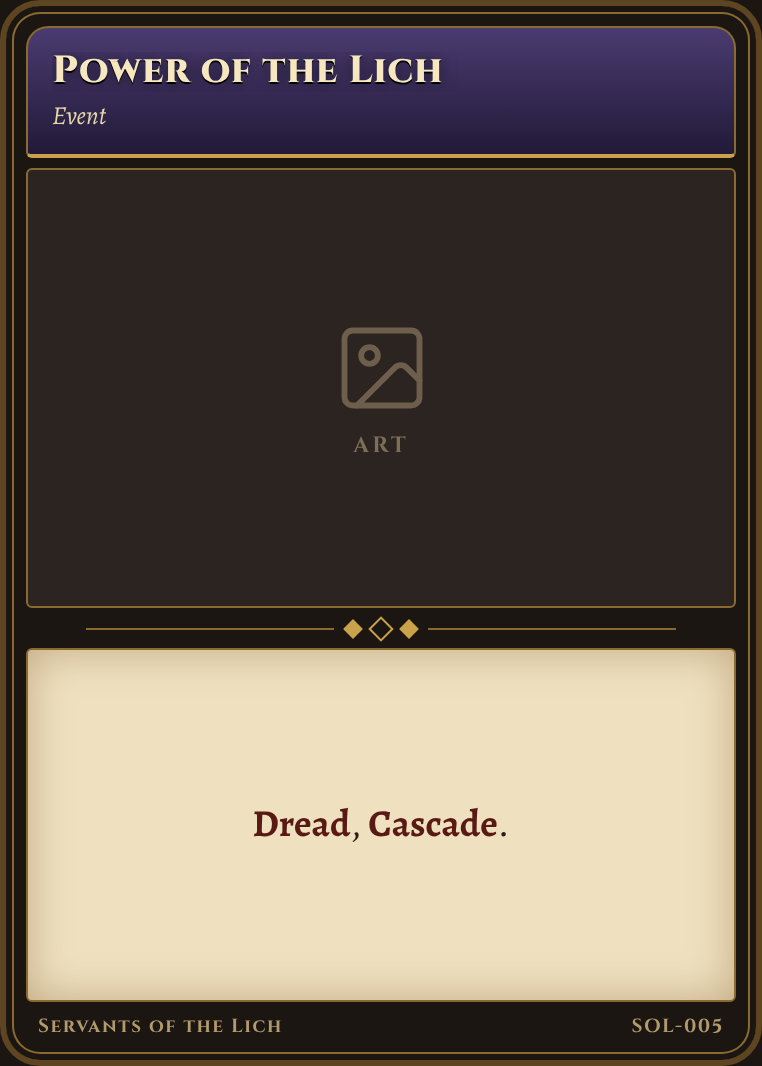 Power of the Lich
Event
ART
Dread, Cascade.
Servants of the Lich
SOL-005